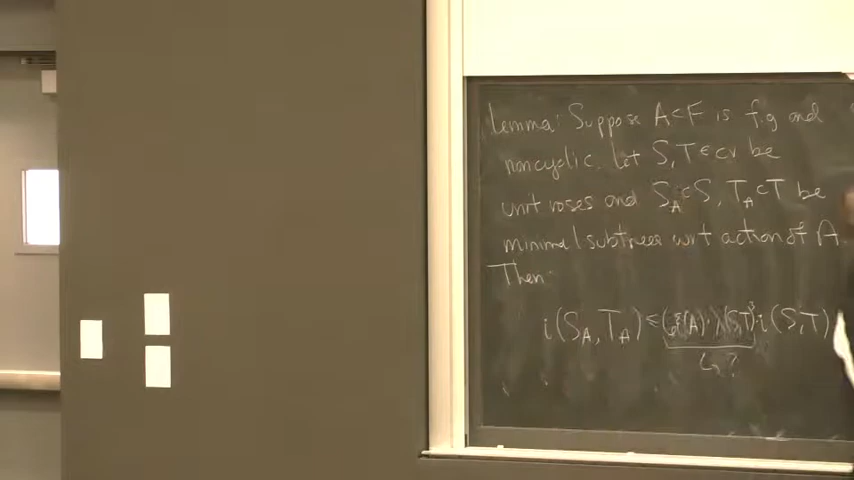 Lemma: Suppose A<F is f.g and
noncyclic. Let S,T ∈ cv be
unit roses and S_A⊂S, T_A⊂T be
minimal subtrees wrt action of A
Then:
i(S_A,T_A) ≤ i(S,T)
↳ ?